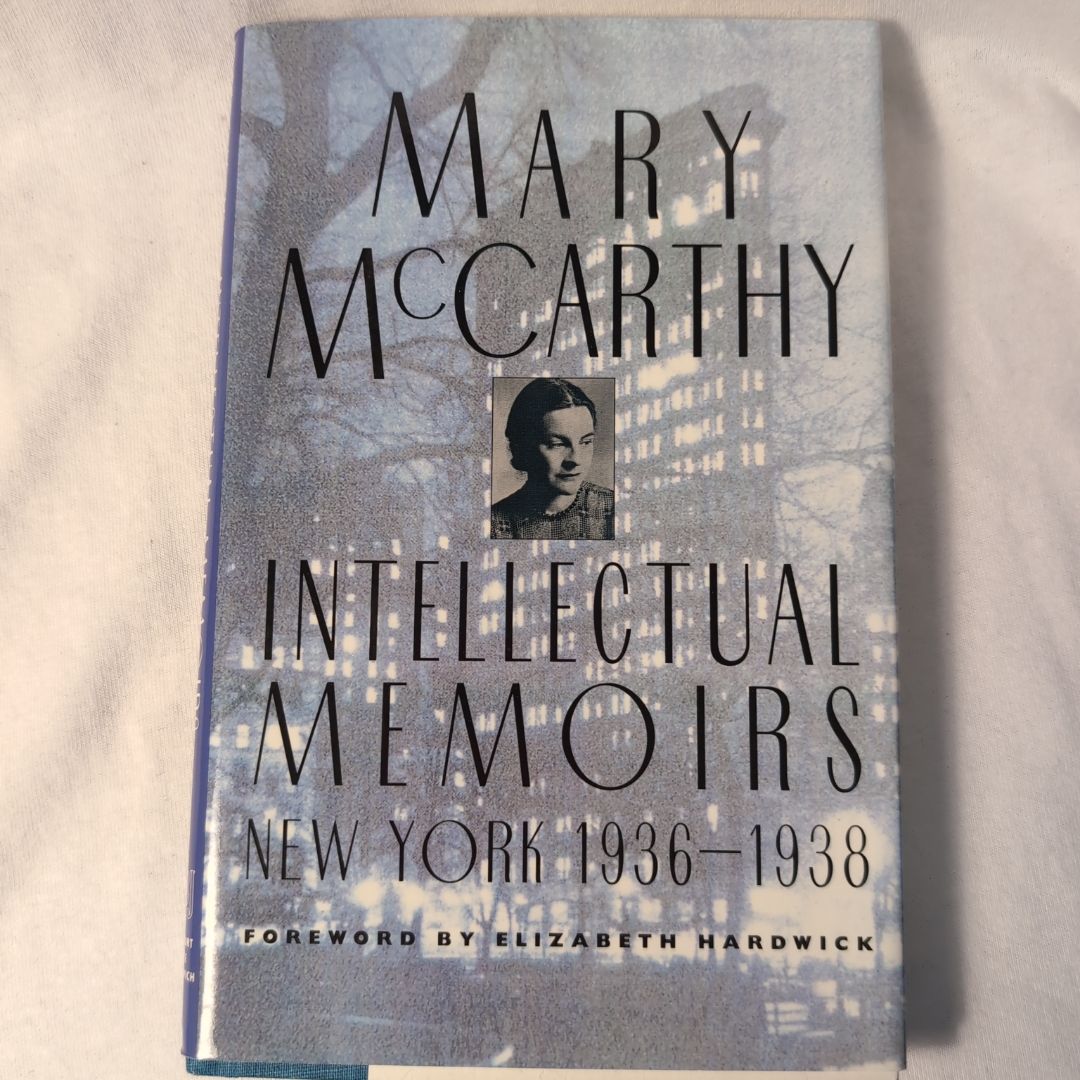 MARY
McCARTHY
INTELLECTUAL
MEMOIRS
NEW YORK 1936–1938
FOREWORD BY ELIZABETH HARDWICK